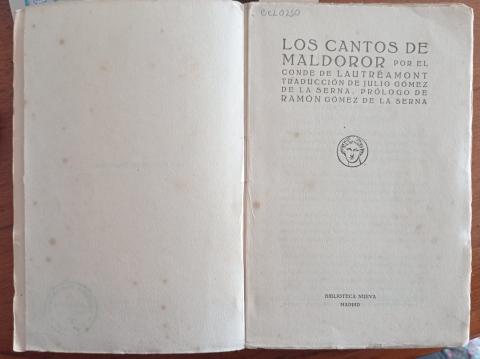 LOS CANTOS DE
MALDOROR POR EL
CONDE DE LAUTRÉAMONT
TRADUCCIÓN DE JULIO GÓMEZ
DE LA SERNA. PRÓLOGO DE
RAMÓN GÓMEZ DE LA SERNA
BIBLIOTECA NUEVA
MADRID